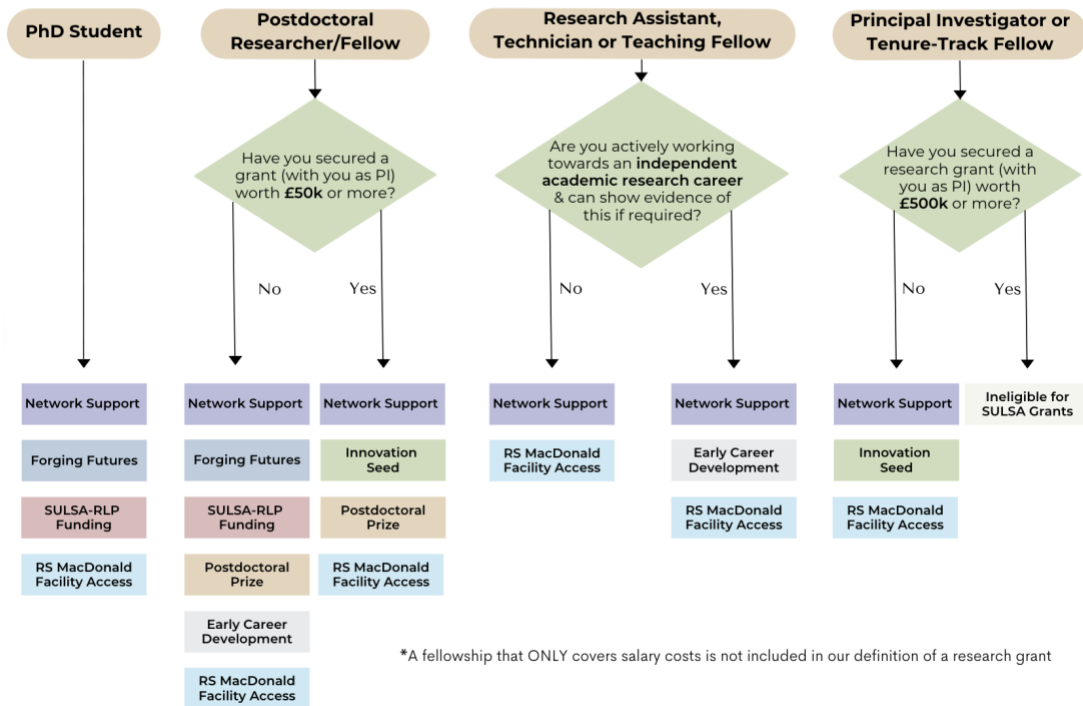 PhD Student
Postdoctoral
Researcher/Fellow
Research Assistant,
Technician or Teaching Fellow
Principal Investigator or
Tenure-Track Fellow
Have you secured a
grant (with you as PI)
worth £50k or more?
Are you actively working
towards an independent
academic research career
& can show evidence of
this if required?
Have you secured a
research grant (with
you as PI) worth
£500k or more?
No
Yes
No
Yes
No
Yes
Network Support
Forging Futures
SULSA-RLP
Funding
RS MacDonald
Facility Access
Network Support
Forging Futures
SULSA-RLP
Funding
Postdoctoral
Prize
Early Career
Development
RS MacDonald
Facility Access
Network Support
Innovation
Seed
Postdoctoral
Prize
RS MacDonald
Facility Access
Network Support
RS MacDonald
Facility Access
Network Support
Early Career
Development
RS MacDonald
Facility Access
Network Support
Innovation
Seed
RS MacDonald
Facility Access
Ineligible for
SULSA Grants
*A fellowship that ONLY covers salary costs is not included in our definition of a research grant